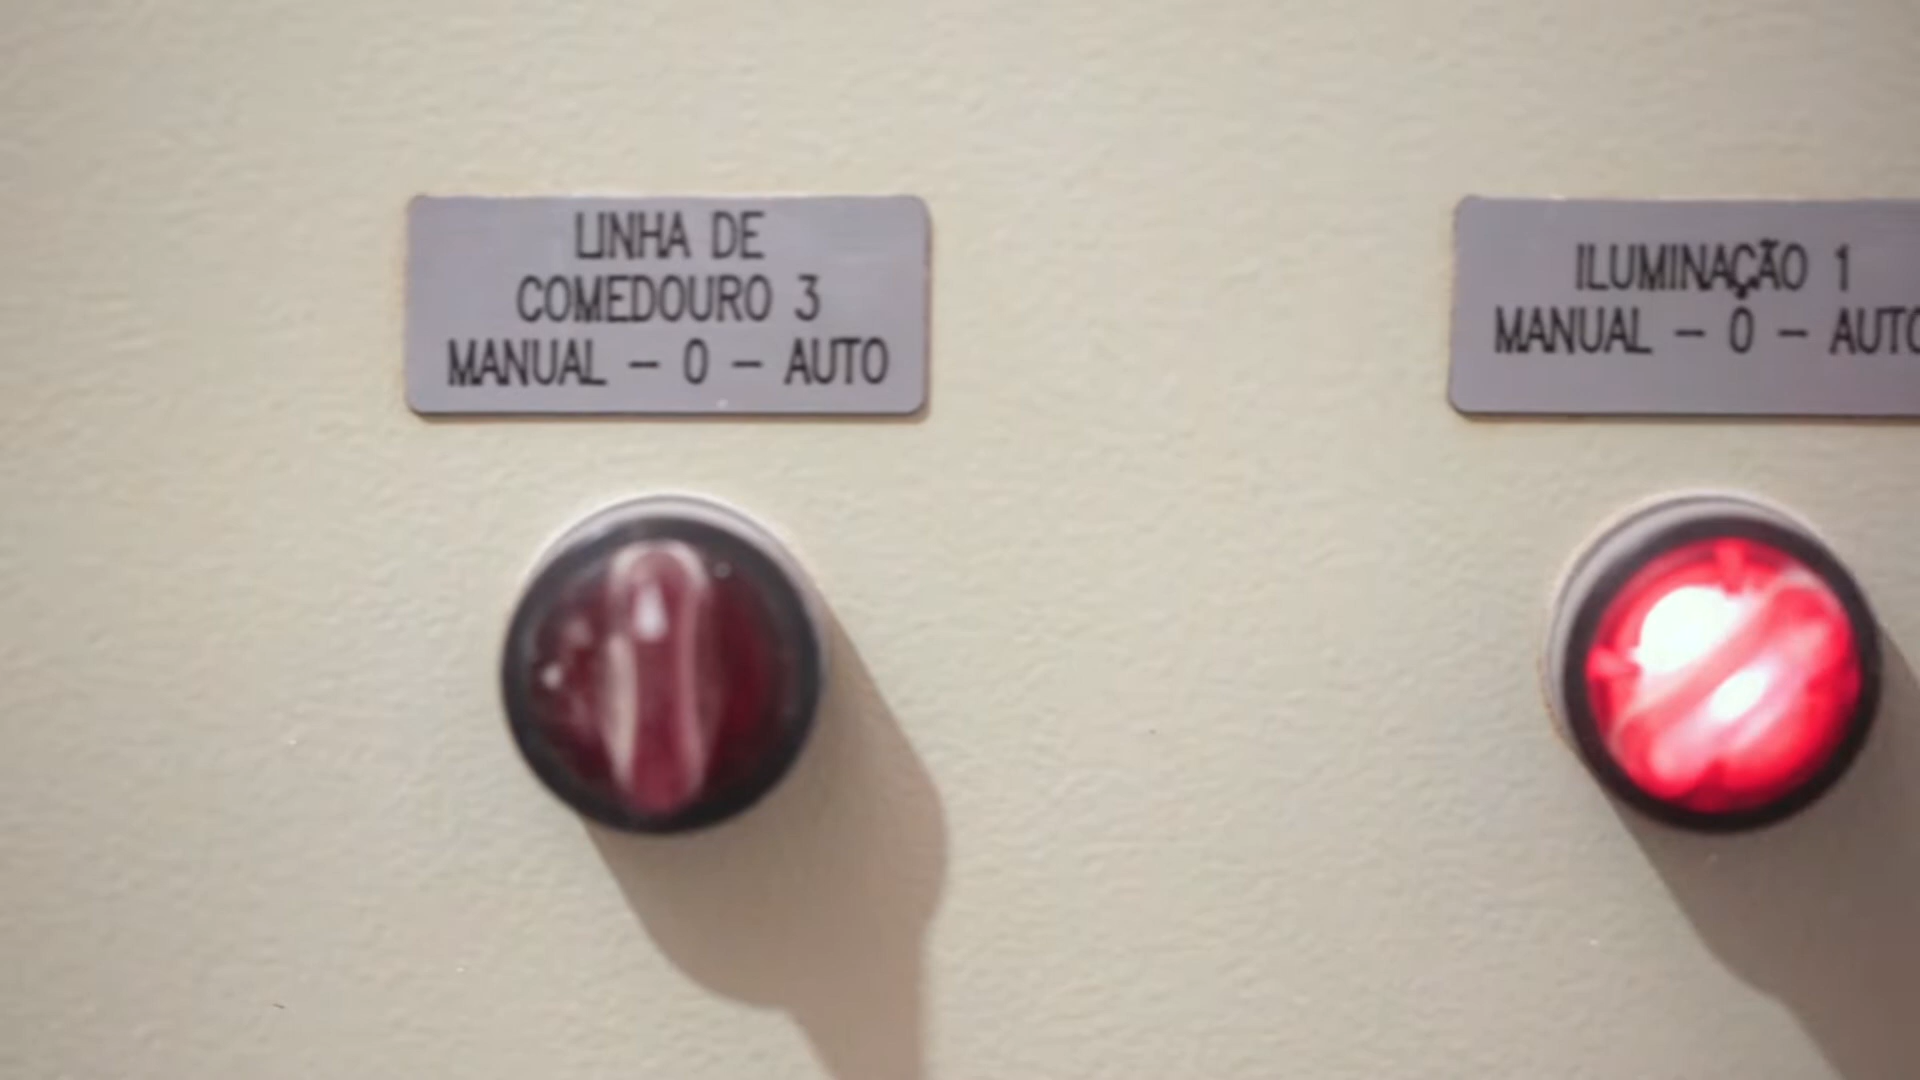 LINHA DE
COMEDOURO 3
MANUAL – 0 – AUTO
ILUMINAÇÃO 1
MANUAL – 0 – AUTO